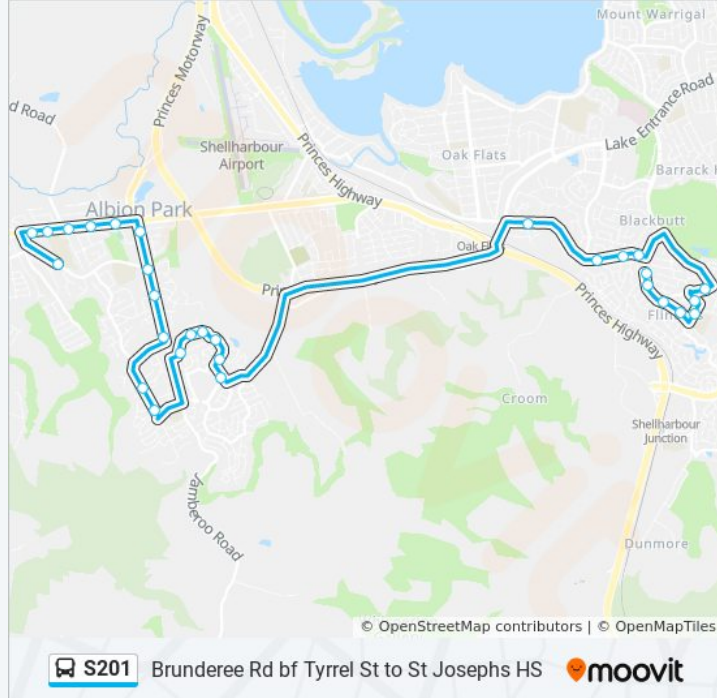 Mount Warrigal
Princes Motorway
d Road
Lake Entrance Road
Princes Highway
Shellharbour
Airport
Oak Flats
Barrack H
Albion Park
Blackbutt
Oak Fl
Prin
Princes Highway
Flin
s
Croom
Shellharbour
Junction
Jamberoo Road
Dunmore
© OpenStreetMap contributors | © OpenMapTiles
S201 Brunderee Rd bf Tyrrel St to St Josephs HS moovit